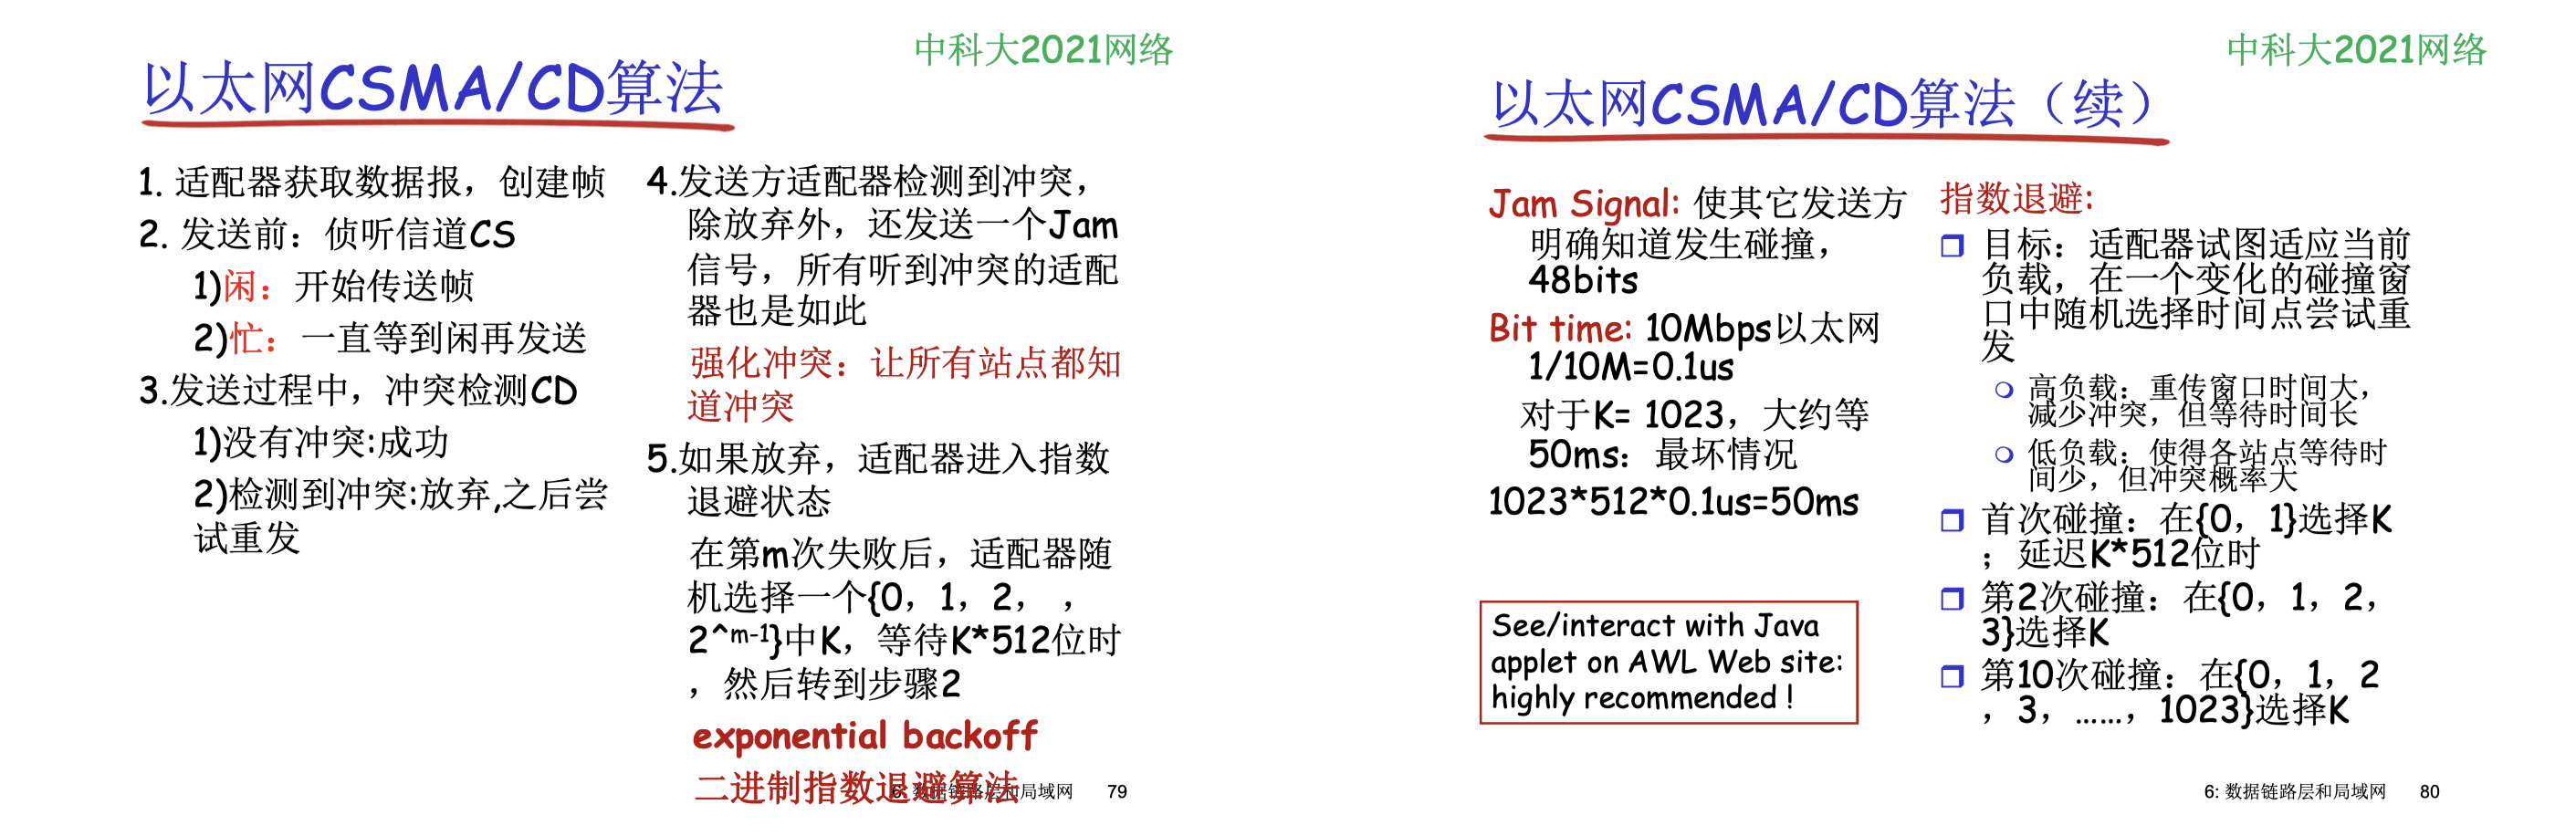 中科大2021网络
以太网CSMA/CD算法
1. 适配器获取数据报，创建帧
2. 发送前：侦听信道CS
1)闲：开始传送帧
2)忙：一直等到闲再发送
3.发送过程中，冲突检测CD
1)没有冲突:成功
2)检测到冲突:放弃,之后尝
试重发
4.发送方适配器检测到冲突，
除放弃外，还发送一个Jam
信号，所有听到冲突的适配
器也是如此
强化冲突：让所有站点都知
道冲突
5.如果放弃，适配器进入指数
退避状态
在第m次失败后，适配器随
机选择一个{0，1，2， ，
2^m-1}中K，等待K*512位时
，然后转到步骤2
exponential backoff
二进制指数退避算法
6: 数据链路层和局域网 79
中科大2021网络
以太网CSMA/CD算法（续）
Jam Signal: 使其它发送方
明确知道发生碰撞，
48bits
Bit time: 10Mbps以太网
1/10M=0.1us
对于K= 1023，大约等
50ms：最坏情况
1023*512*0.1us=50ms
See/interact with Java
applet on AWL Web site:
highly recommended !
指数退避:
目标：适配器试图适应当前
负载，在一个变化的碰撞窗
口中随机选择时间点尝试重
发
高负载：重传窗口时间大，
减少冲突，但等待时间长
低负载：使得各站点等待时
间少，但冲突概率大
首次碰撞：在{0，1}选择K
；延迟K*512位时
第2次碰撞：在{0，1，2，
3}选择K
第10次碰撞：在{0，1，2
，3，……，1023}选择K
6: 数据链路层和局域网 80